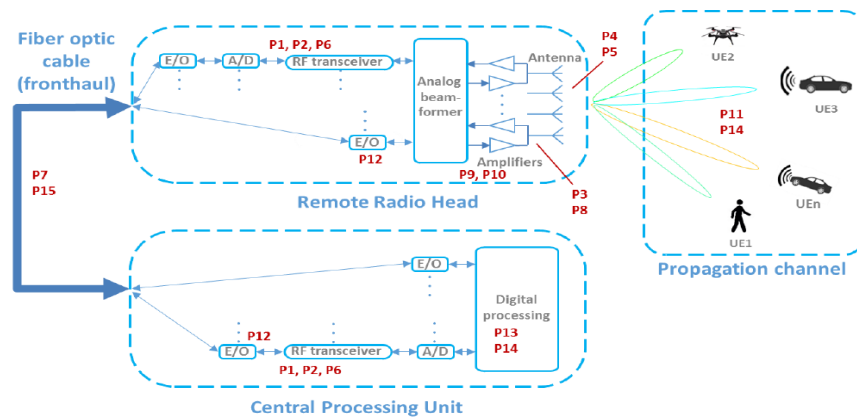 Fiber optic
cable
(fronthaul)
P7
P15
E/O
A/D
P1, P2, P6
RF transceiver
E/O
P12
Analog
beam-
former
Antenna
Amplifiers
P9, P10
P4
P5
P3
P8
Remote Radio Head
UE2
UE3
P11
P14
UEn
UE1
Propagation channel
E/O
Digital
processing
P13
P14
P12
E/O
RF transceiver
A/D
P1, P2, P6
Central Processing Unit